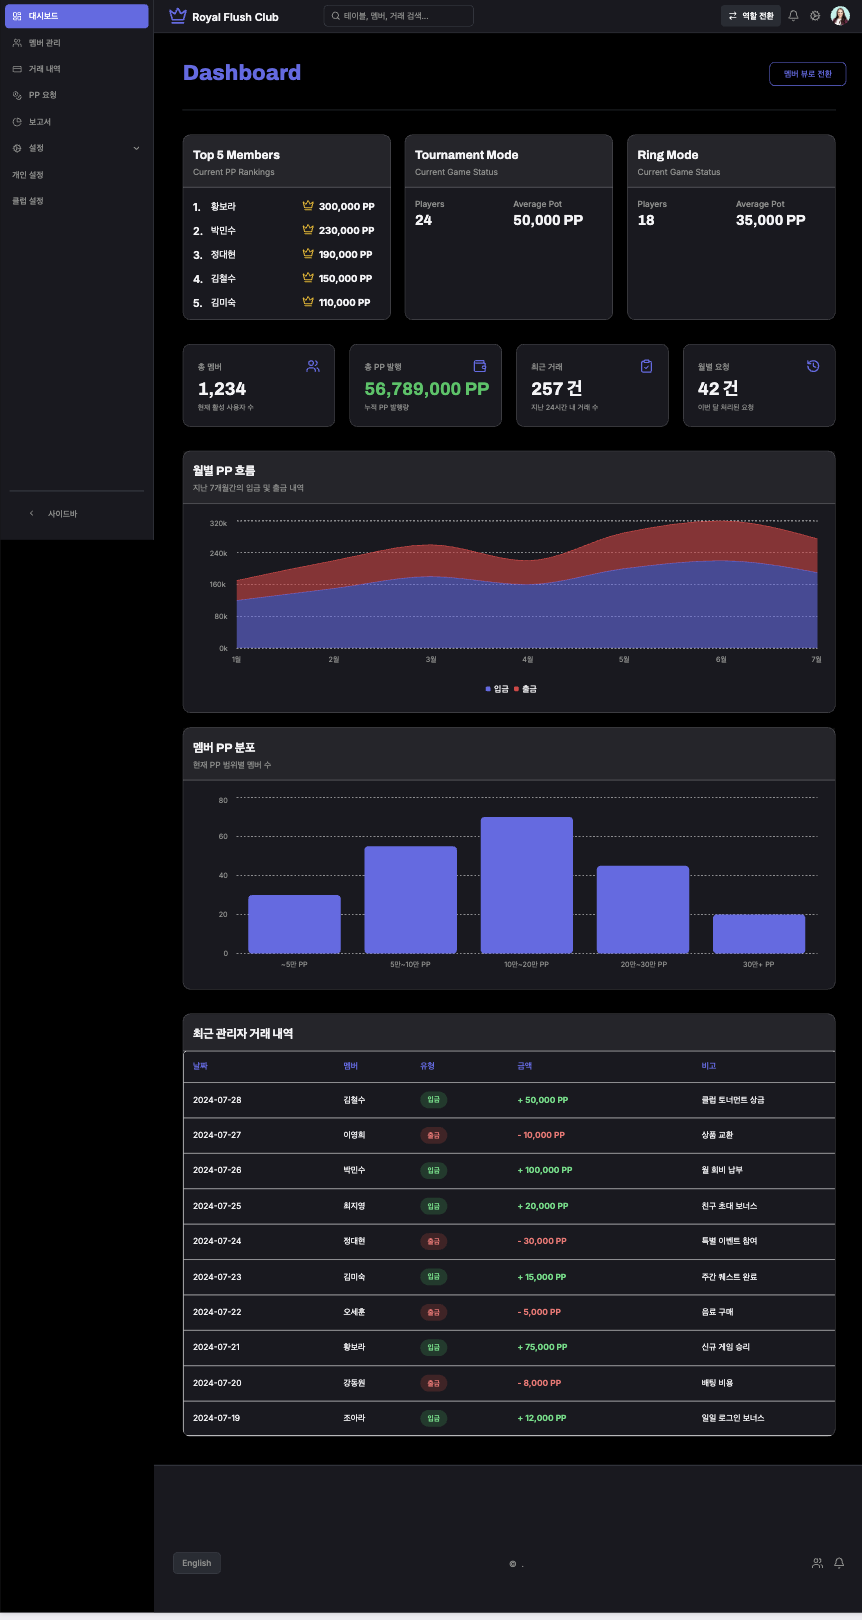 대시보드
멤버 관리
거래 내역
PP 요청
보고서
설정
개인 설정
클럽 설정
사이드바
Royal Flush Club
테이블, 멤버, 거래 검색...
역할 전환
Dashboard
멤버 뷰로 전환
Top 5 Members
Current PP Rankings
1. 황보라 300,000 PP
2. 박민수 230,000 PP
3. 정대현 190,000 PP
4. 김철수 150,000 PP
5. 김미숙 110,000 PP
Tournament Mode
Current Game Status
Players Average Pot
24 50,000 PP
Ring Mode
Current Game Status
Players Average Pot
18 35,000 PP
총 멤버
1,234
현재 활성 사용자 수
총 PP 발행
56,789,000 PP
누적 PP 발행량
최근 거래
257 건
지난 24시간 내 거래 수
월별 요청
42 건
이번 달 처리된 요청
월별 PP 흐름
지난 7개월간의 입금 및 출금 내역
320k
240k
160k
80k
0k
1월 2월 3월 4월 5월 6월 7월
입금 출금
멤버 PP 분포
현재 PP 범위별 멤버 수
80
60
40
20
0
~5만 PP 5만~10만 PP 10만~20만 PP 20만~30만 PP 30만+ PP
최근 관리자 거래 내역
날짜 멤버 유형 금액 비고
2024-07-28 김철수 입금 + 50,000 PP 클럽 토너먼트 상금
2024-07-27 이영희 출금 - 10,000 PP 상품 교환
2024-07-26 박민수 입금 + 100,000 PP 월 회비 납부
2024-07-25 최지영 입금 + 20,000 PP 친구 초대 보너스
2024-07-24 정대현 출금 - 30,000 PP 특별 이벤트 참여
2024-07-23 김미숙 입금 + 15,000 PP 주간 퀘스트 완료
2024-07-22 오세훈 출금 - 5,000 PP 음료 구매
2024-07-21 황보라 입금 + 75,000 PP 신규 게임 승리
2024-07-20 강동원 출금 - 8,000 PP 배팅 비용
2024-07-19 조아라 입금 + 12,000 PP 일일 로그인 보너스
English
© .